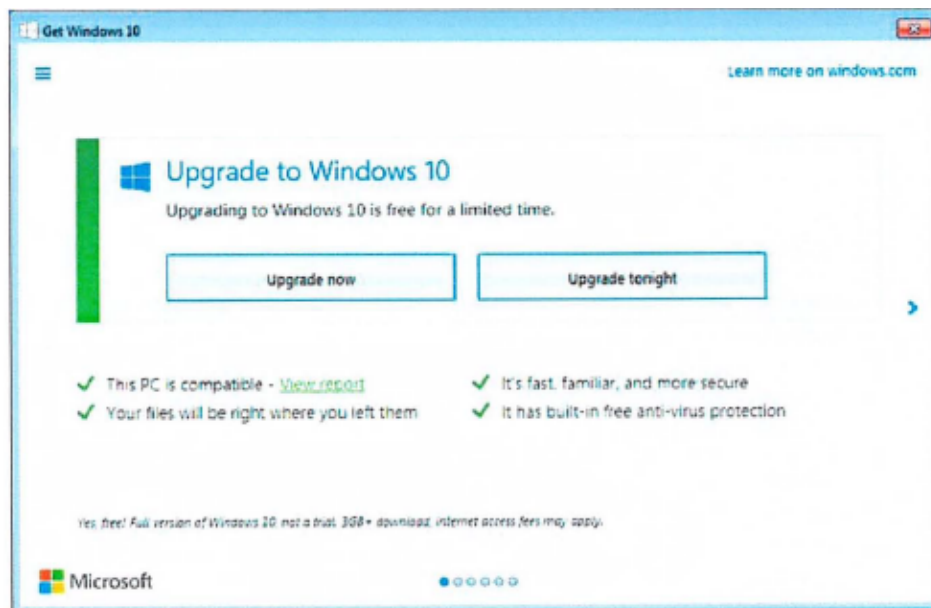 Get Windows 10
Learn more on windows.com
Upgrade to Windows 10
Upgrading to Windows 10 is free for a limited time.
Upgrade now
Upgrade tonight
This PC is compatible - View report
It's fast, familiar, and more secure
Your files will be right where you left them
It has built-in free anti-virus protection
Yes, free! Full version of Windows 10, not a trial. 3GB+ download; internet access fees may apply.
Microsoft